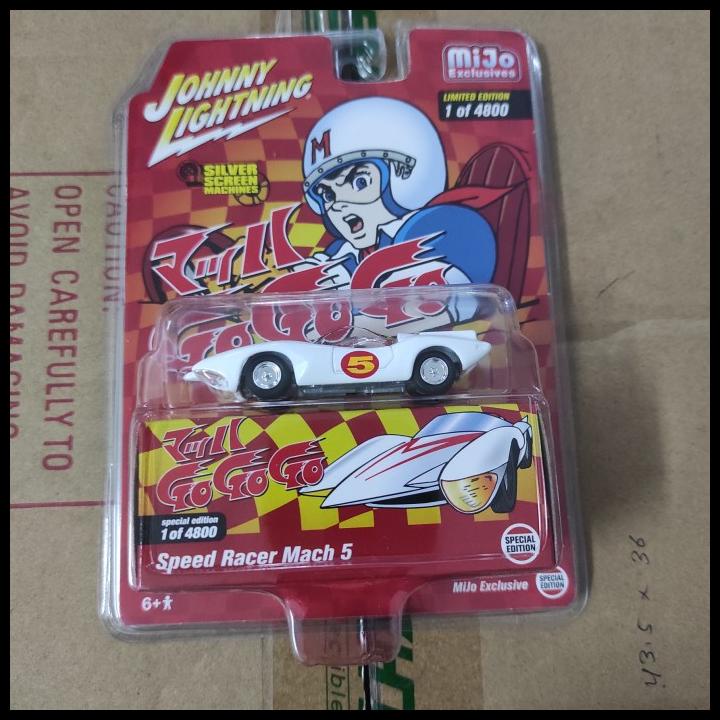 JOHNNY
LIGHTNING
MiJo
Exclusives
LIMITED EDITION
1 of 4800
M
SILVER
SCREEN
MACHINES
マッハ
GoGoGo
5
マッハ
GoGoGo
special edition
1 of 4800
Speed Racer Mach 5
SPECIAL
EDITION
MiJo Exclusive
SPECIAL
EDITION
6+
CAUTION:
OPEN CAREFULLY TO
AVOID DAMAGING
43.5 x 36